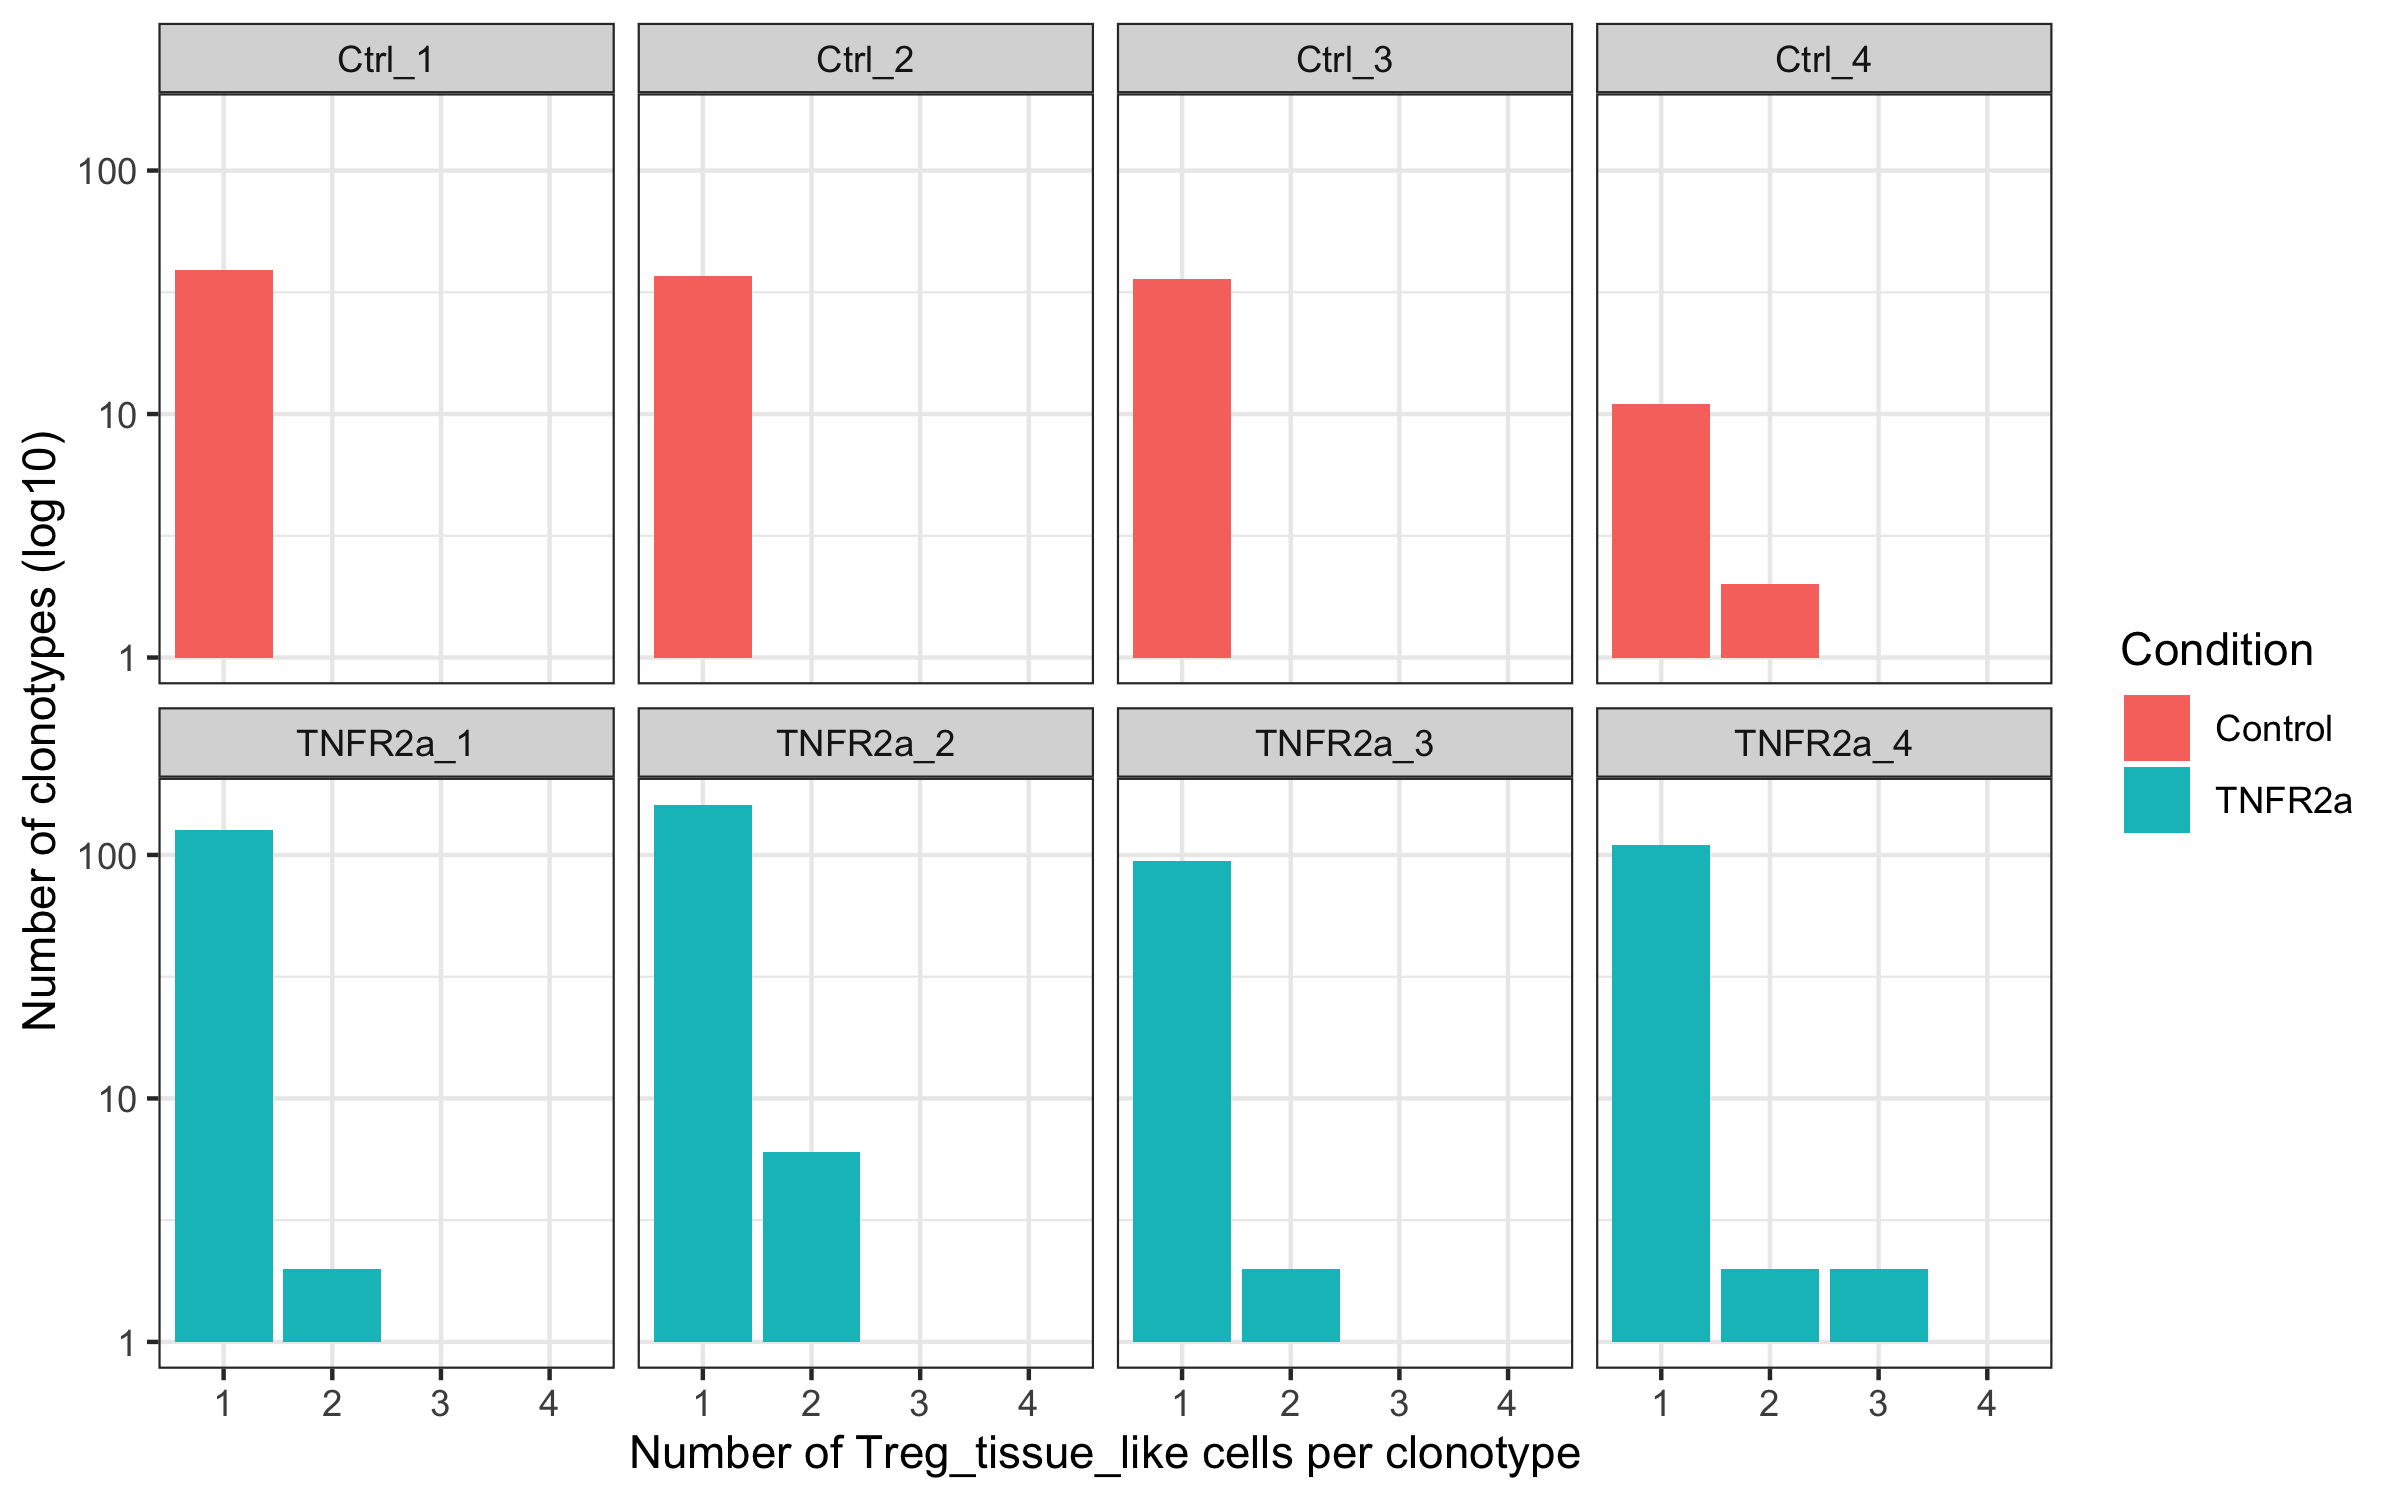 Ctrl_1
Ctrl_2
Ctrl_3
Ctrl_4
100
10
1
TNFR2a_1
TNFR2a_2
TNFR2a_3
TNFR2a_4
100
10
1
1 2 3 4
1 2 3 4
1 2 3 4
1 2 3 4
Number of clonotypes (log10)
Number of Treg_tissue_like cells per clonotype
Condition
Control
TNFR2a